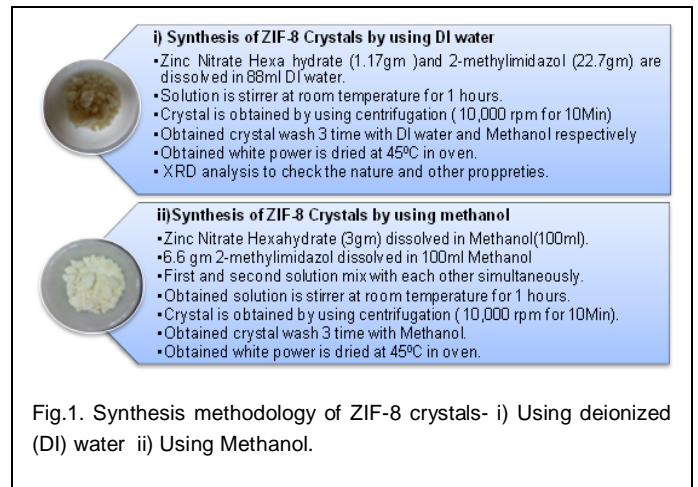 i) Synthesis of ZIF-8 Crystals by using DI water
▪Zinc Nitrate Hexa hydrate (1.17gm )and 2-methylimidazol (22.7gm) are
dissolved in 88ml DI water.
▪Solution is stirrer at room temperature for 1 hours.
▪Crystal is obtained by using centrifugation ( 10,000 rpm for 10Min)
▪Obtained crystal wash 3 time with DI water and Methanol respectively
▪Obtained white power is dried at 45ºC in oven.
▪XRD analysis to check the nature and other proppreties.
ii)Synthesis of ZIF-8 Crystals by using methanol
▪Zinc Nitrate Hexahydrate (3gm) dissolved in Methanol(100ml).
▪6.6 gm 2-methylimidazol dissolved in 100ml Methanol
▪First and second solution mix with each other simultaneously.
▪Obtained solution is stirrer at room temperature for 1 hours.
▪Crystal is obtained by using centrifugation ( 10,000 rpm for 10Min).
▪Obtained crystal wash 3 time with Methanol.
▪Obtained white power is dried at 45ºC in oven.
Fig.1. Synthesis methodology of ZIF-8 crystals- i) Using deionized
(DI) water ii) Using Methanol.